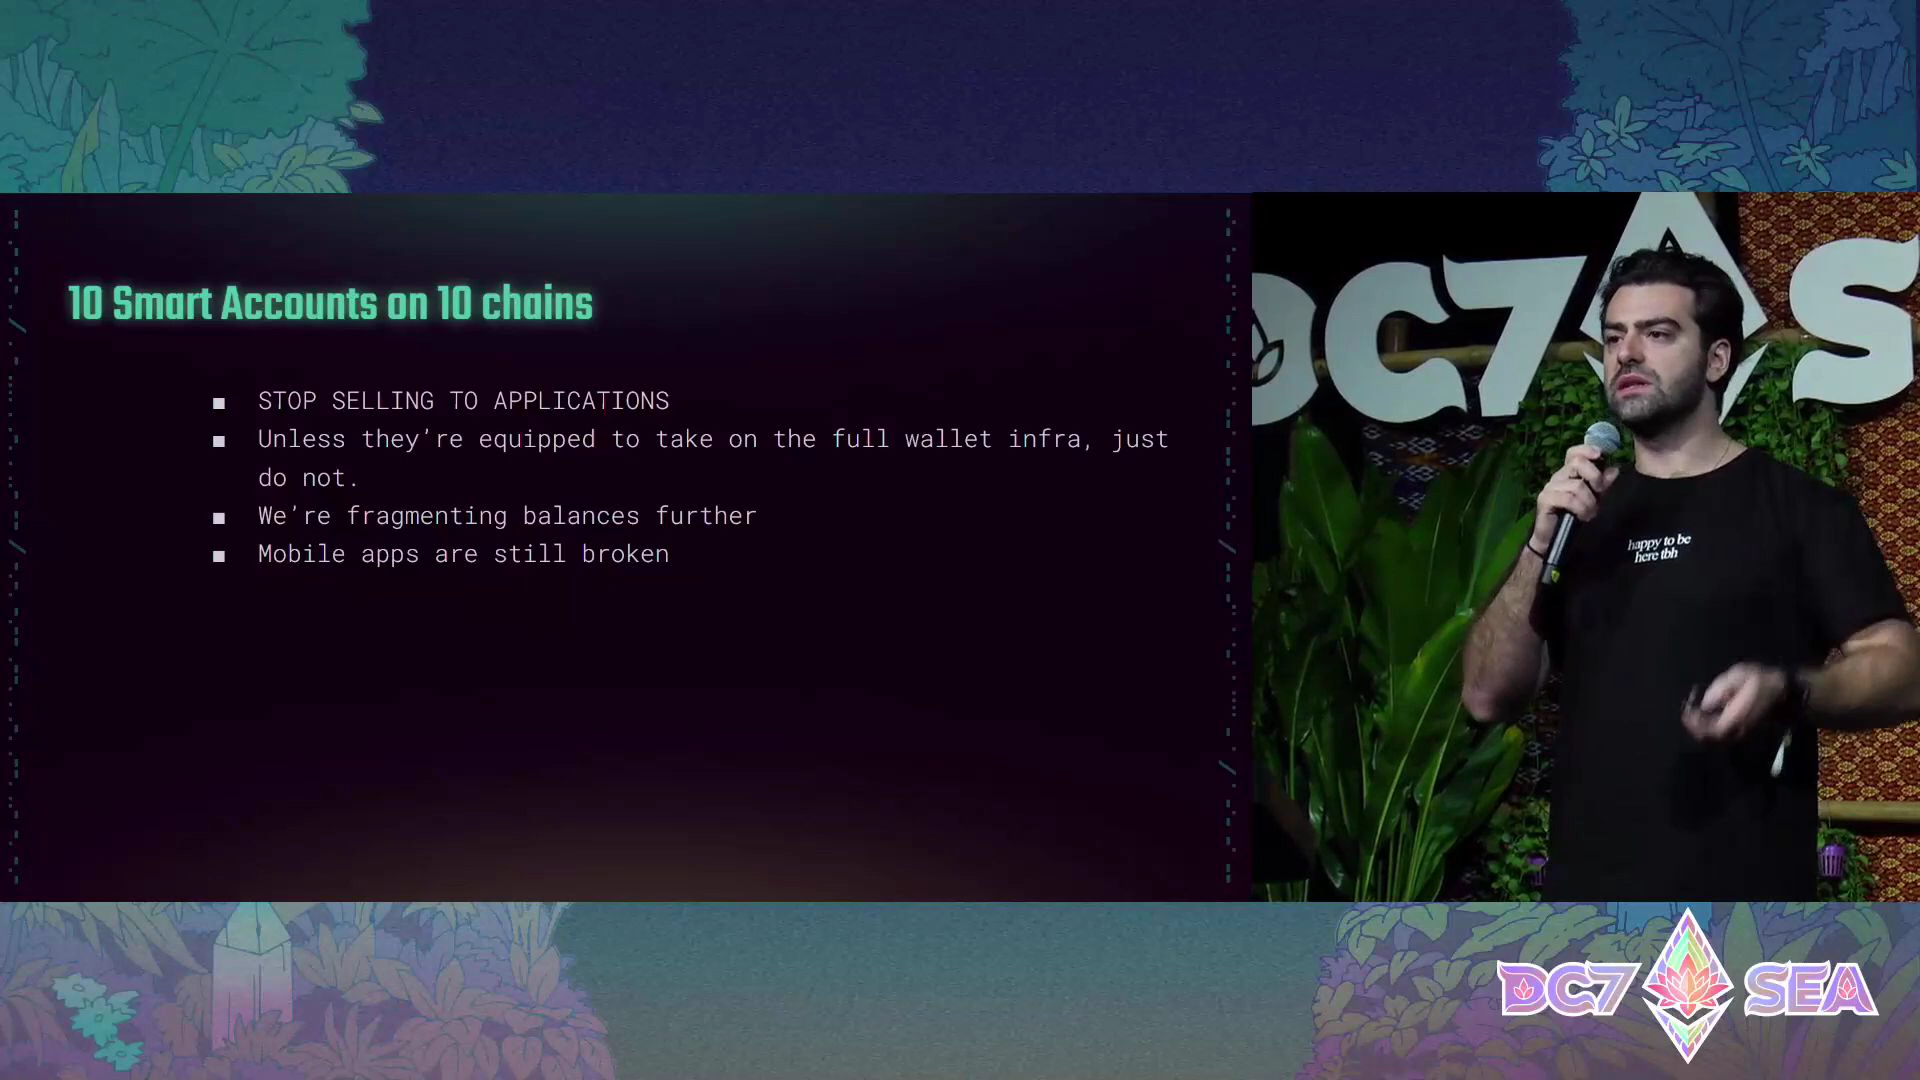 10 Smart Accounts on 10 chains
■ STOP SELLING TO APPLICATIONS
■ Unless they’re equipped to take on the full wallet infra, just
do not.
■ We’re fragmenting balances further
■ Mobile apps are still broken
DC7 S
happy to be
here tbh
DC7 SEA